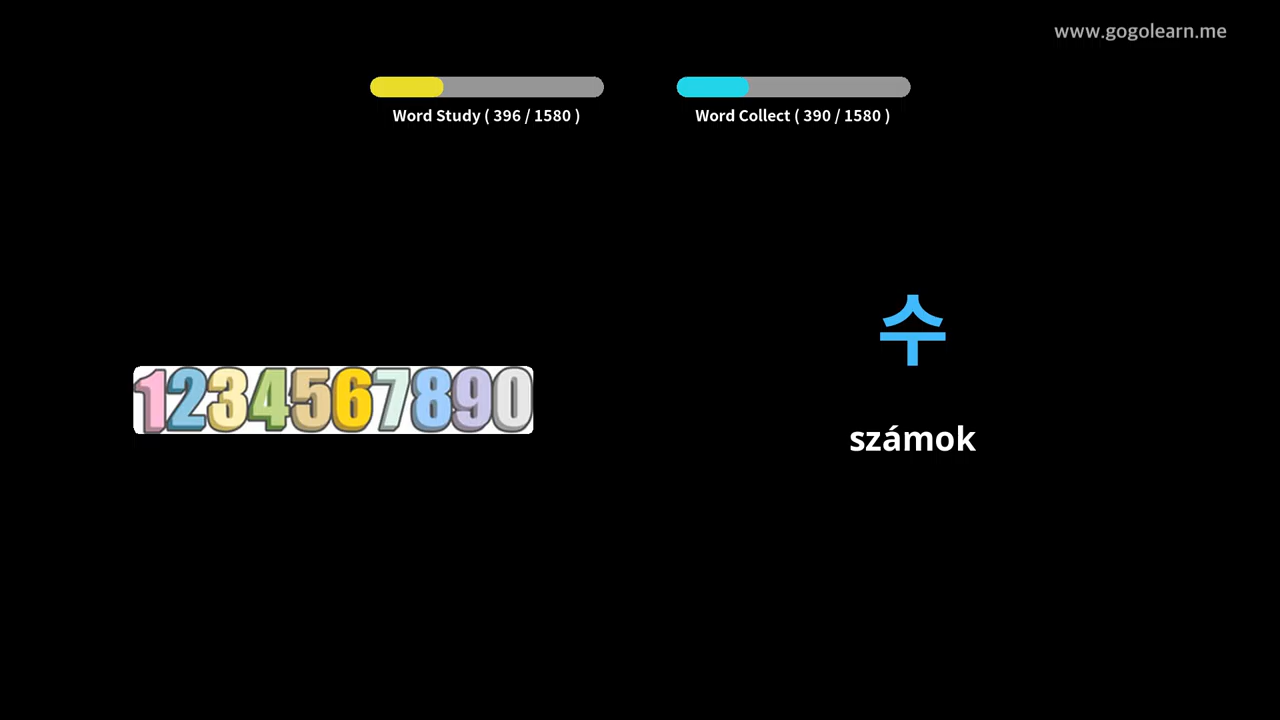 www.gogolearn.me
Word Study ( 396 / 1580 )
Word Collect ( 390 / 1580 )
1234567890
수
számok